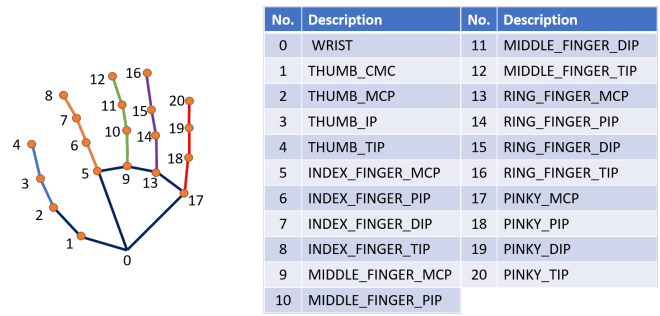 8
12
16
20
4
7
11
15
19
3
6
10
14
18
2
5
9
13
17
1
0
No. Description No. Description
0 WRIST 11 MIDDLE_FINGER_DIP
1 THUMB_CMC 12 MIDDLE_FINGER_TIP
2 THUMB_MCP 13 RING_FINGER_MCP
3 THUMB_IP 14 RING_FINGER_PIP
4 THUMB_TIP 15 RING_FINGER_DIP
5 INDEX_FINGER_MCP 16 RING_FINGER_TIP
6 INDEX_FINGER_PIP 17 PINKY_MCP
7 INDEX_FINGER_DIP 18 PINKY_PIP
8 INDEX_FINGER_TIP 19 PINKY_DIP
9 MIDDLE_FINGER_MCP 20 PINKY_TIP
10 MIDDLE_FINGER_PIP